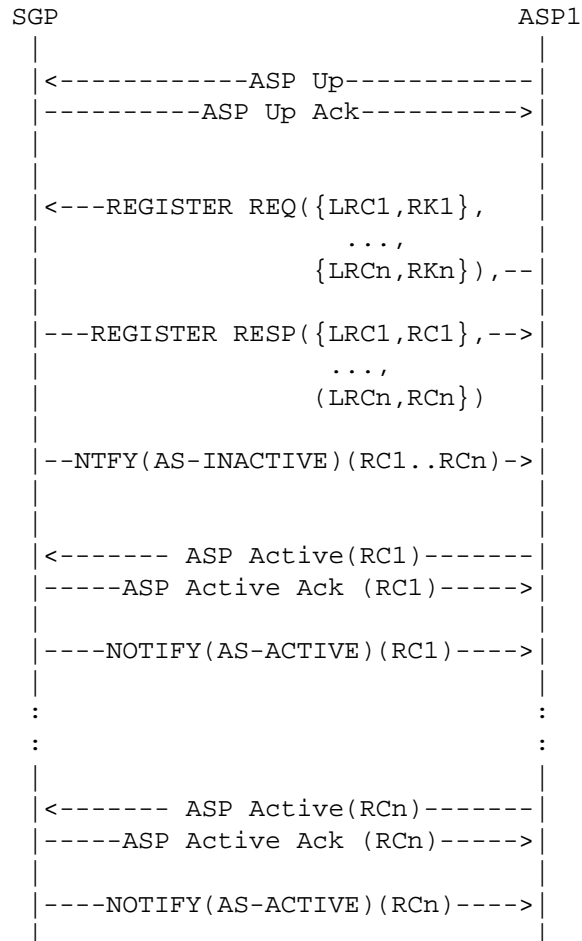 SGP                             ASP1
 |                               |
 |<------------ASP Up------------|
 |----------ASP Up Ack---------->|
 |                               |
 |                               |
 |<---REGISTER REQ({LRC1,RK1},   |
 |                   ...,        |
 |                 {LRCn,RKn}),--|
 |                               |
 |---REGISTER RESP({LRC1,RC1},-->|
 |                  ...,         |
 |                 (LRCn,RCn})   |
 |                               |
 |--NTFY(AS-INACTIVE)(RC1..RCn)->|
 |                               |
 |                               |
 |<------- ASP Active(RC1)-------|
 |-----ASP Active Ack (RC1)----->|
 |                               |
 |----NOTIFY(AS-ACTIVE)(RC1)---->|
 |                               |
 :                               :
 :                               :
 |                               |
 |<------- ASP Active(RCn)-------|
 |-----ASP Active Ack (RCn)----->|
 |                               |
 |----NOTIFY(AS-ACTIVE)(RCn)---->|
 |                               |